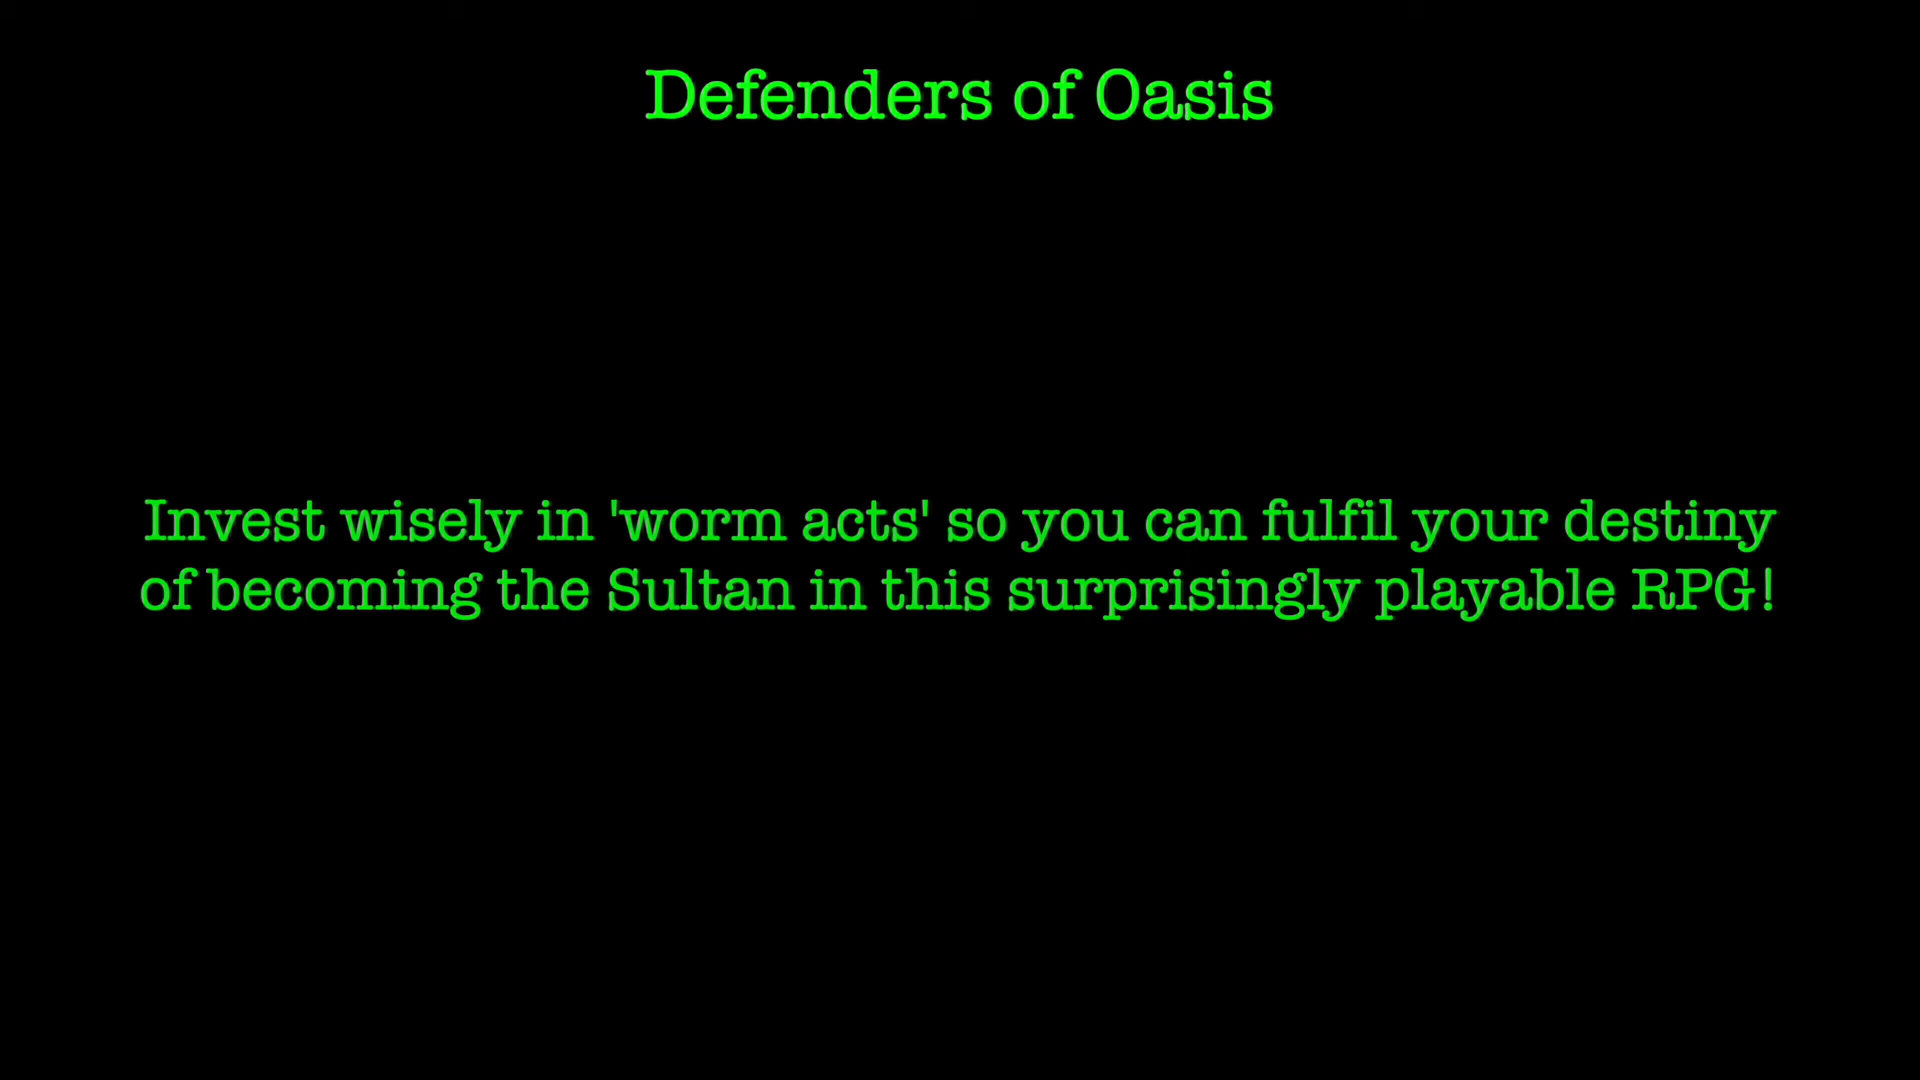 Defenders of Oasis
Invest wisely in 'worm acts' so you can fulfil your destiny
of becoming the Sultan in this surprisingly playable RPG!